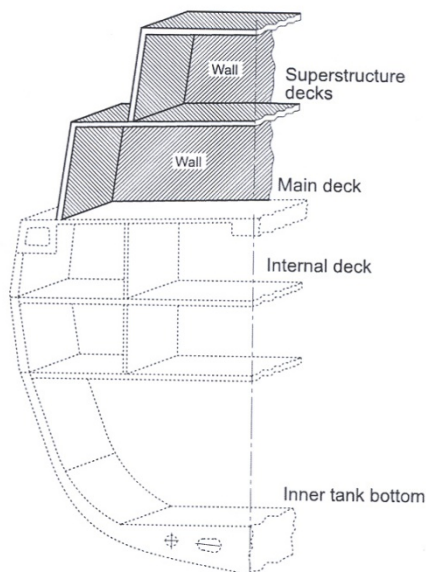 Wall
Superstructure
decks
Wall
Main deck
Internal deck
Inner tank bottom